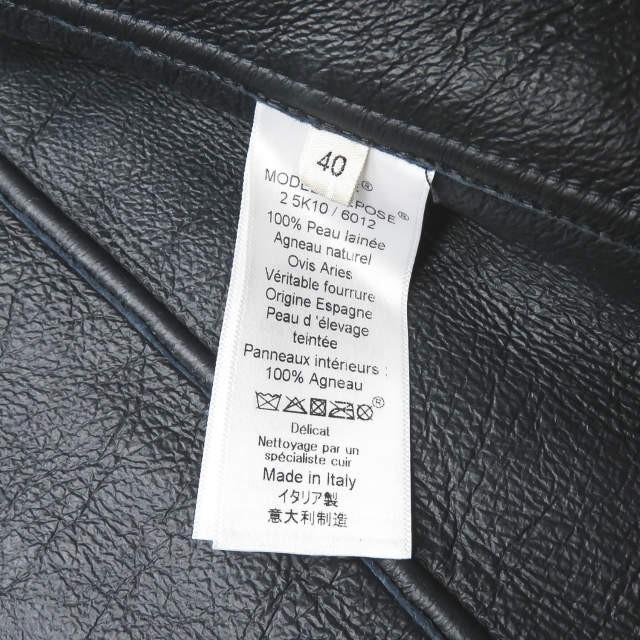 40
®
2 5K10 / 6012
100% Peau lainée
Agneau naturel
Ovis Aries
Véritable fourrure
Origine Espagne
Peau d'élevage
teintée
Panneaux intérieurs :
100% Agneau
®
Délicat
Nettoyage par un
spécialiste cuir
Made in Italy
イタリア製
意大利制造